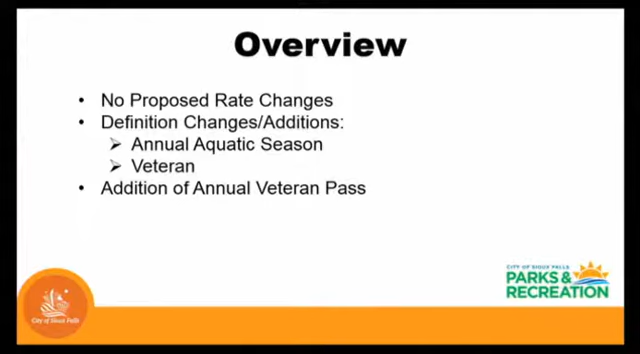 Overview
• No Proposed Rate Changes
• Definition Changes/Additions:
➢ Annual Aquatic Season
➢ Veteran
• Addition of Annual Veteran Pass
CITY OF SIOUX FALLS
PARKS &
RECREATION
City of Sioux Falls